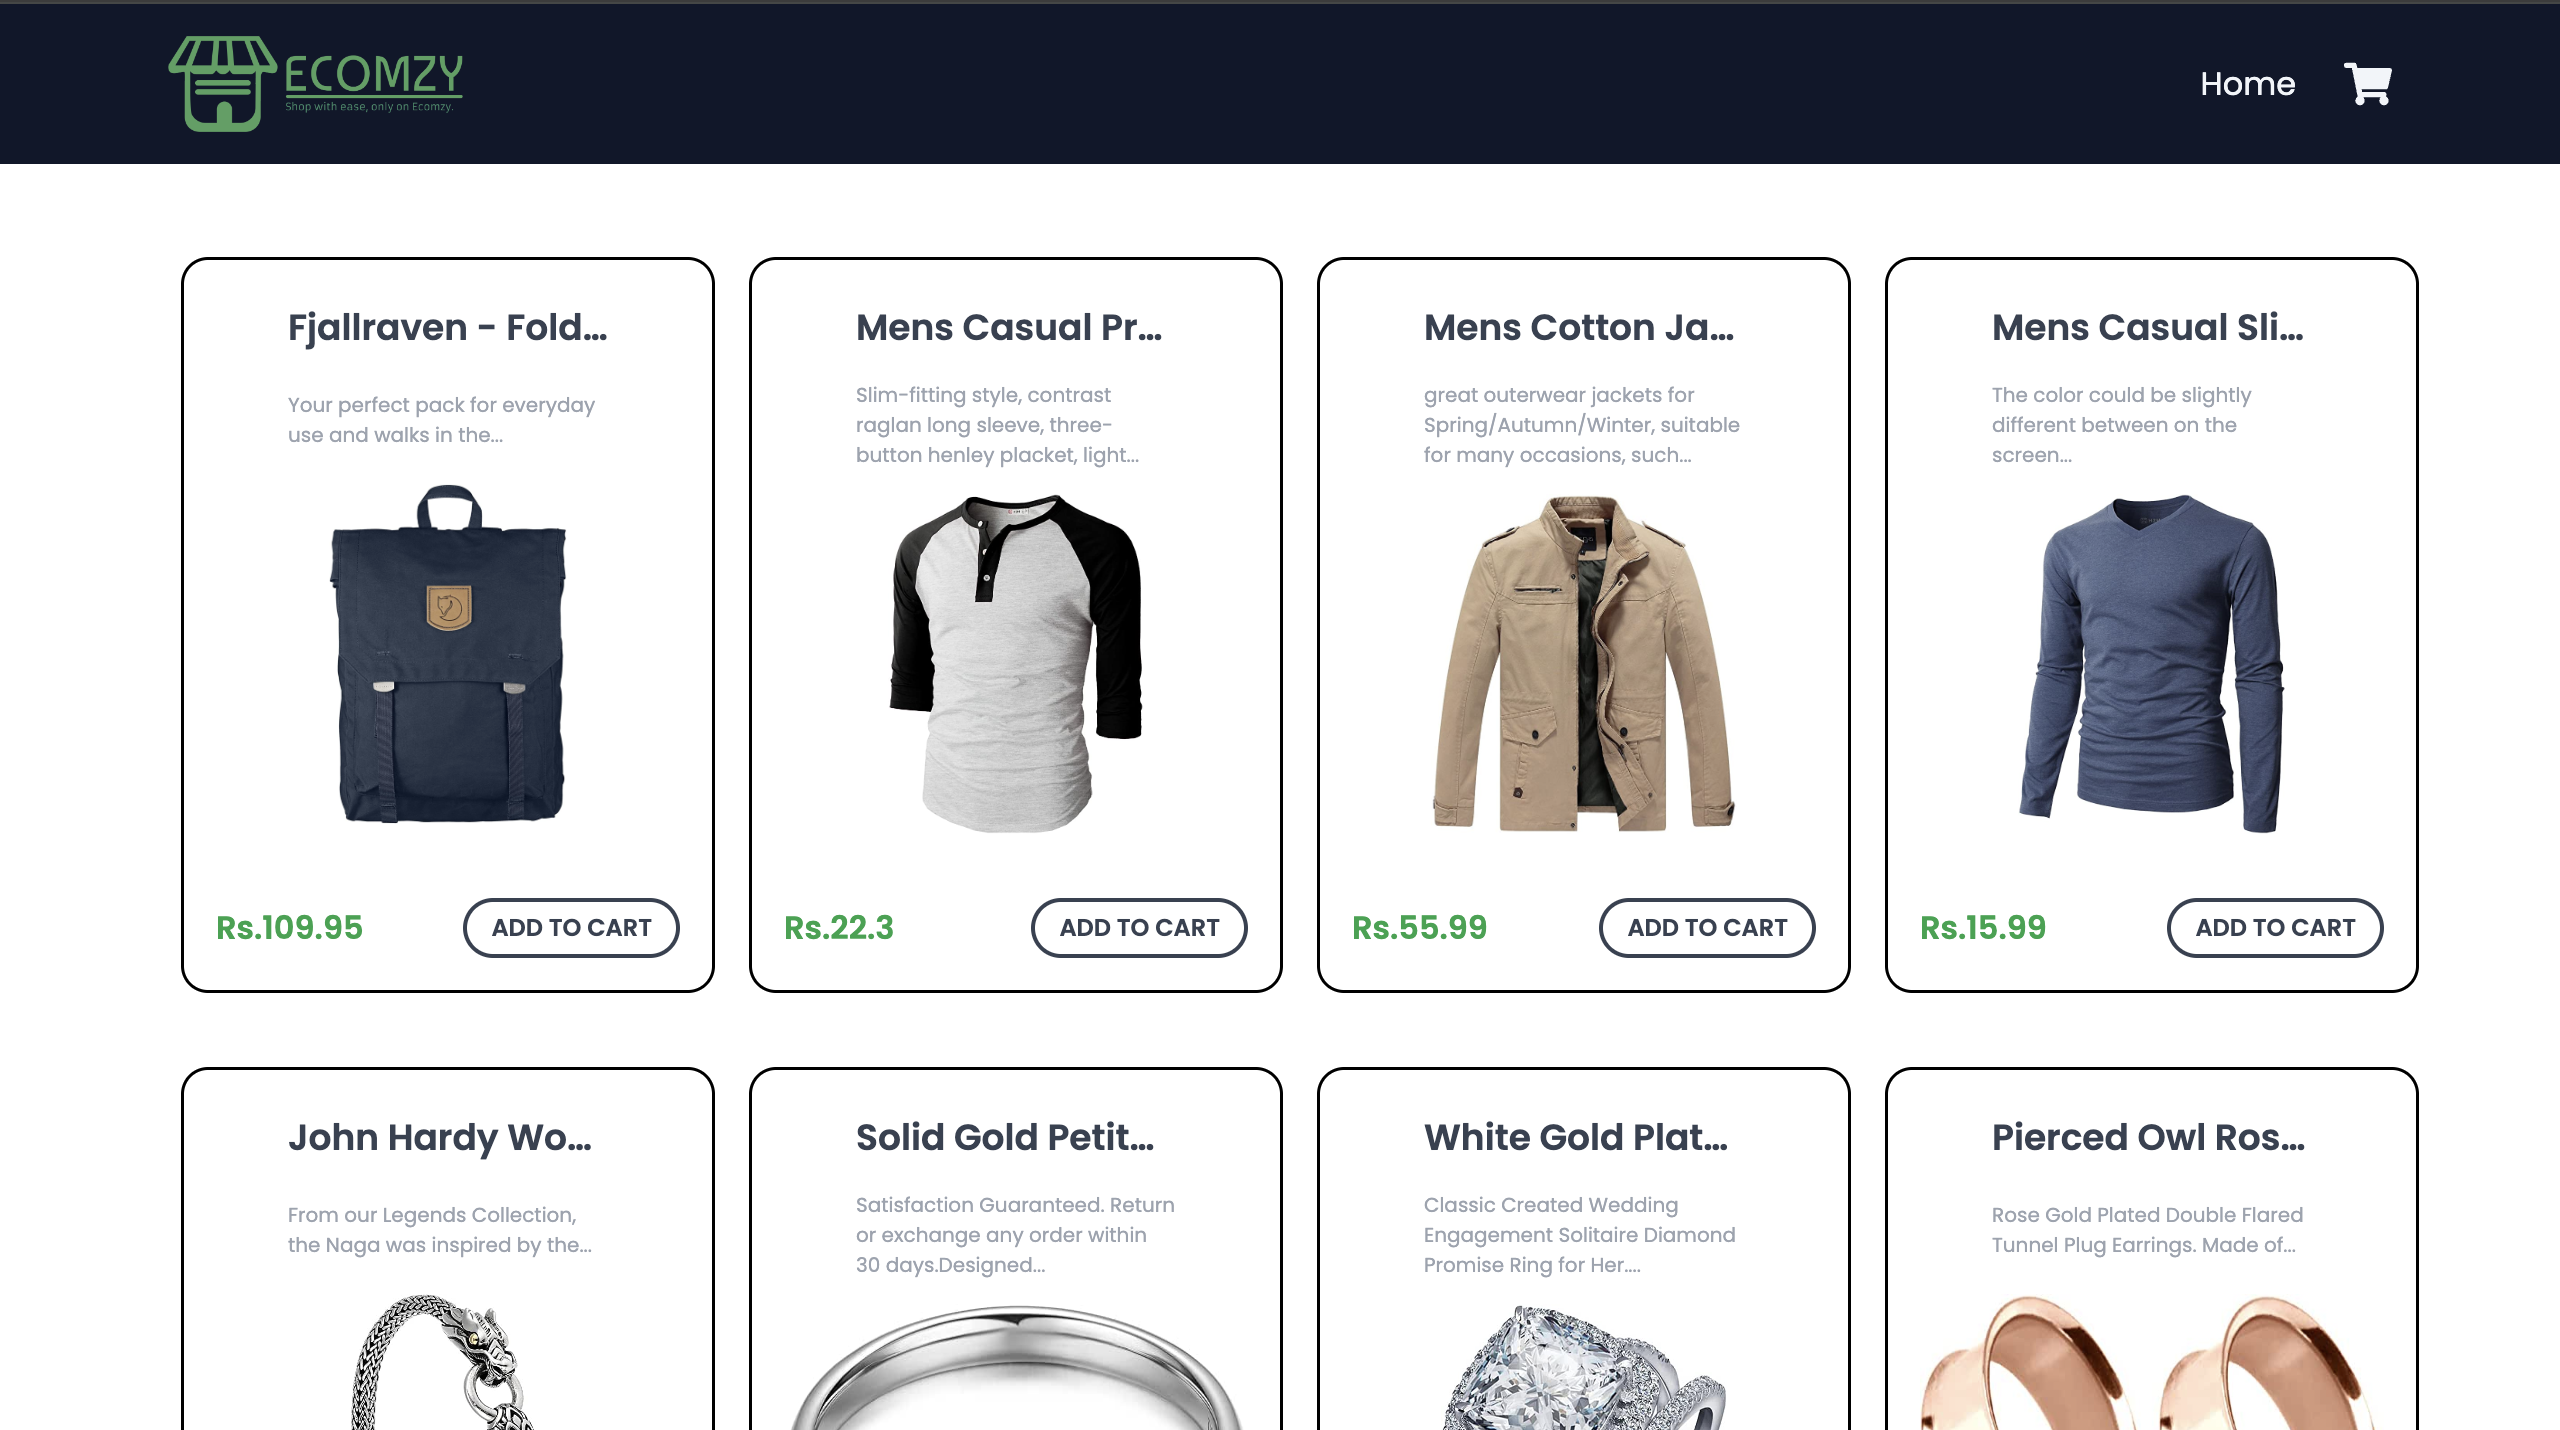 ECOMZY
Shop with ease, only on Ecomzy.
Home
Fjallraven - Fold...
Your perfect pack for everyday
use and walks in the...
Rs.109.95
ADD TO CART
Mens Casual Pr...
Slim-fitting style, contrast
raglan long sleeve, three-
button henley placket, light...
Rs.22.3
ADD TO CART
Mens Cotton Ja...
great outerwear jackets for
Spring/Autumn/Winter, suitable
for many occasions, such...
Rs.55.99
ADD TO CART
Mens Casual Sli...
The color could be slightly
different between on the
screen...
Rs.15.99
ADD TO CART
John Hardy Wo...
From our Legends Collection,
the Naga was inspired by the...
Solid Gold Petit...
Satisfaction Guaranteed. Return
or exchange any order within
30 days.Designed...
White Gold Plat...
Classic Created Wedding
Engagement Solitaire Diamond
Promise Ring for Her....
Pierced Owl Ros...
Rose Gold Plated Double Flared
Tunnel Plug Earrings. Made of...